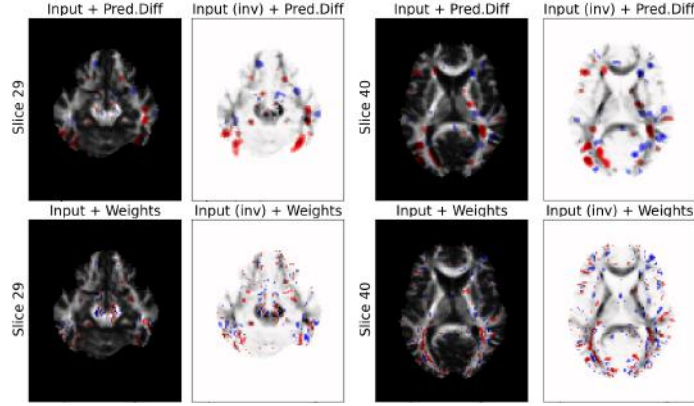 Input + Pred.Diff Input (inv) + Pred.Diff Input + Pred.Diff Input (inv) + Pred.Diff
Slice 29
Slice 40
Input + Weights Input (inv) + Weights Input + Weights Input (inv) + Weights
Slice 29
Slice 40